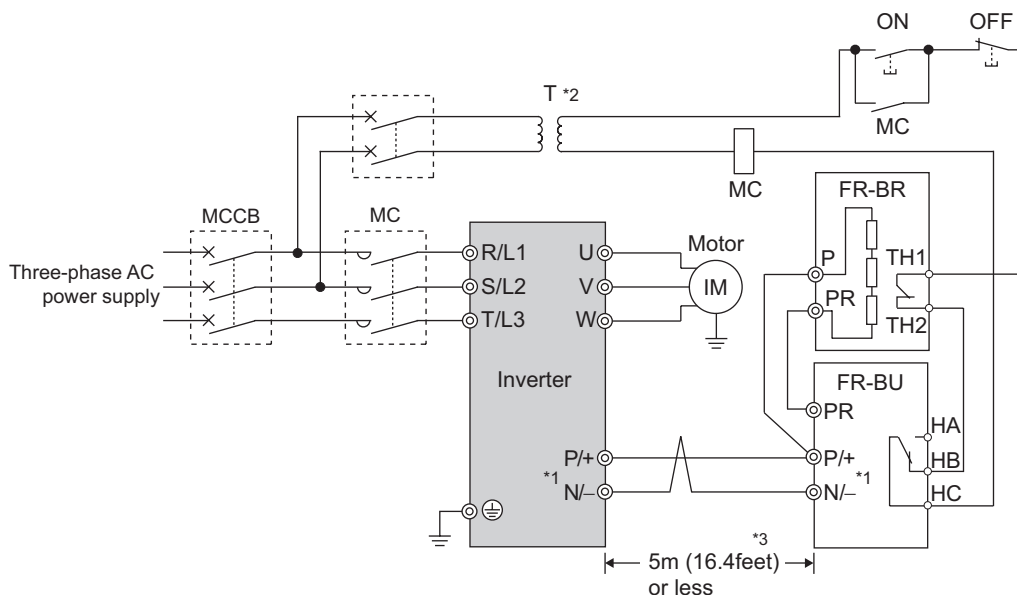 ON
OFF
T *2
MC
MC
FR-BR
MCCB
MC
Three-phase AC
power supply
R/L1
S/L2
T/L3
U
V
W
Motor
IM
P
PR
TH1
TH2
Inverter
FR-BU
PR
HA
P/+
P/+
HB
*1
N/–
N/–
*1
HC
*3
5m (16.4feet)
or less